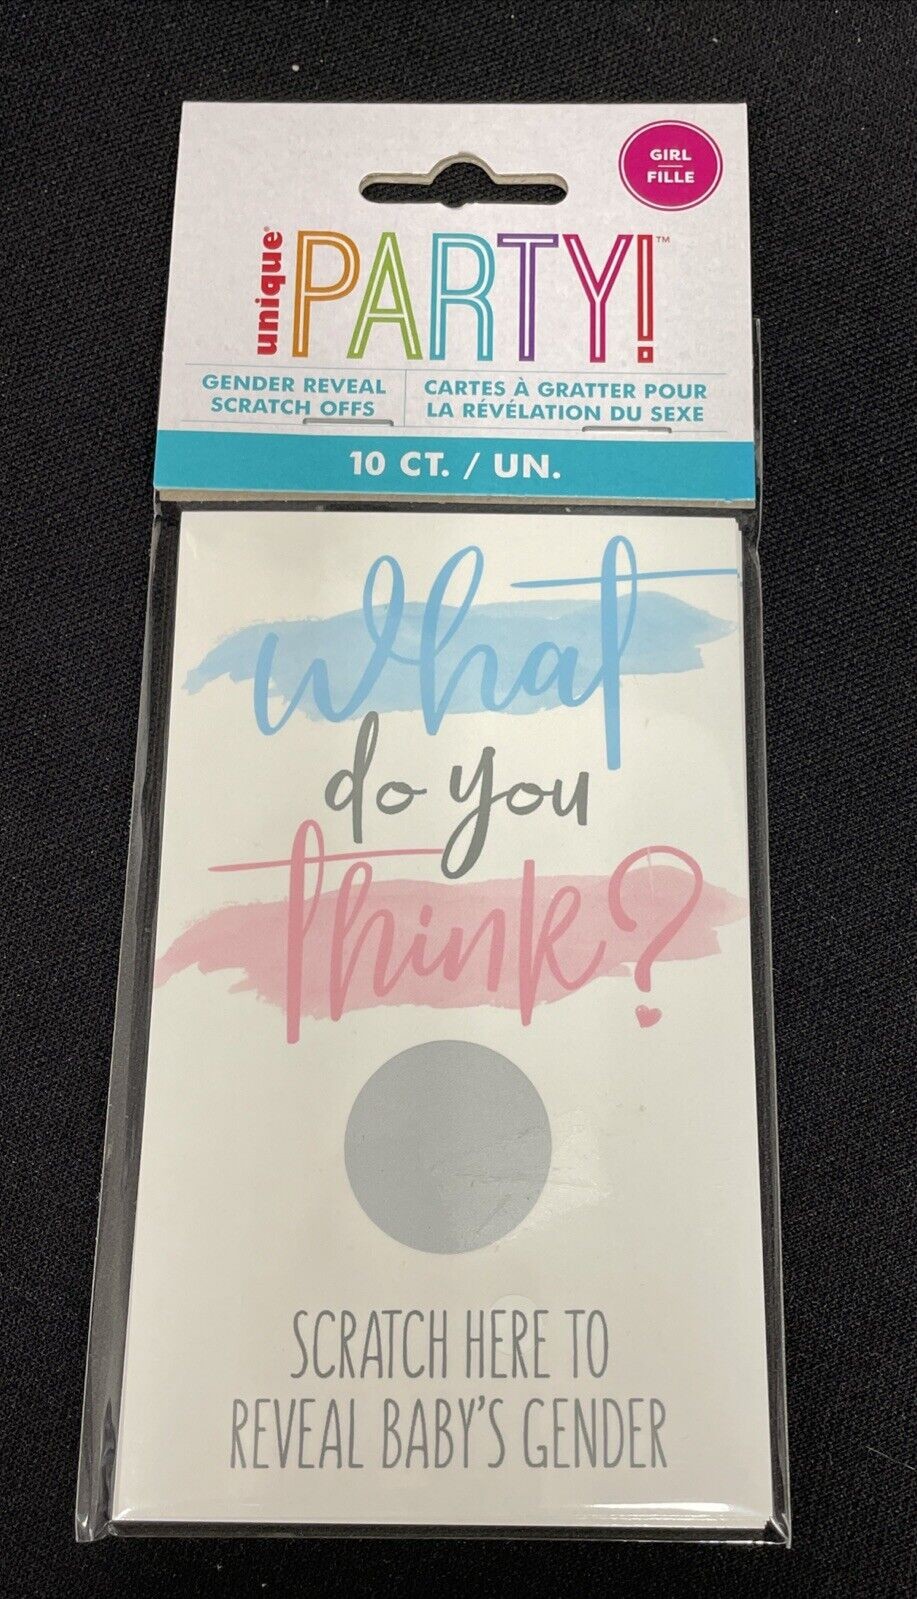 GIRL
FILLE
unique®
PARTY!™
GENDER REVEAL
SCRATCH OFFS
CARTES À GRATTER POUR
LA RÉVÉLATION DU SEXE
10 CT. / UN.
What
do you
Think?
SCRATCH HERE TO
REVEAL BABY'S GENDER